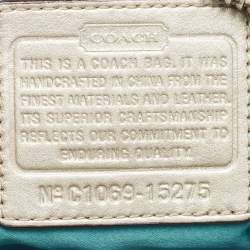 COACH
THIS IS A COACH BAG. IT WAS
HANDCRAFTED IN CHINA FROM THE
FINEST MATERIALS AND LEATHER.
ITS SUPERIOR CRAFTSMANSHIP
REFLECTS OUR COMMITMENT TO
ENDURING QUALITY.
Nº C1069-15275